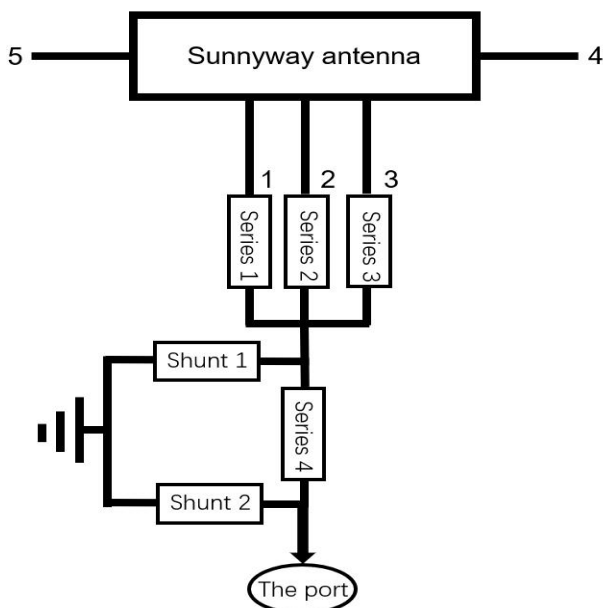 5
Sunnyway antenna
4
1
2
3
Series 1
Series 2
Series 3
Shunt 1
Series 4
Shunt 2
The port